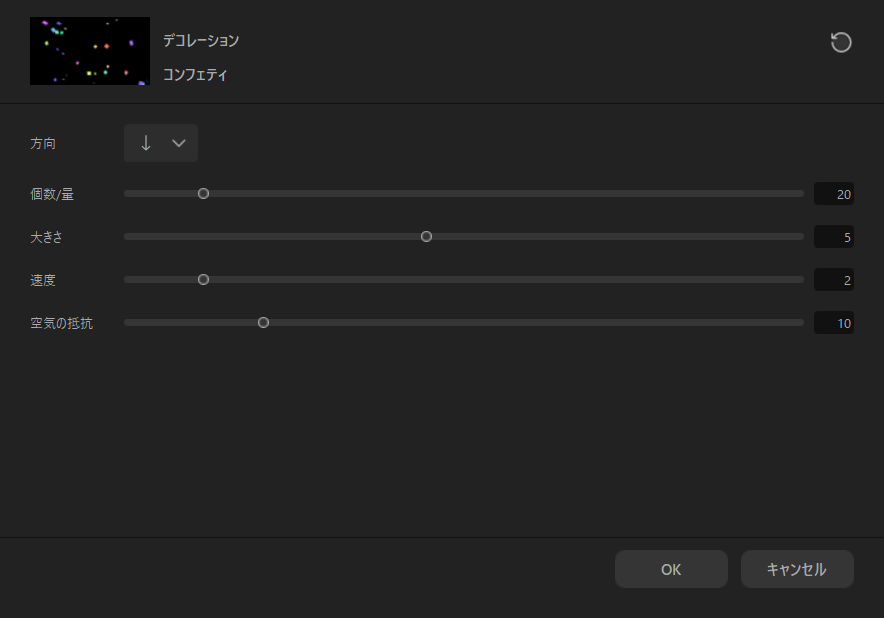 デコレーション
コンフェティ
方向
個数/量 20
大きさ 5
速度 2
空気の抵抗 10
OK キャンセル